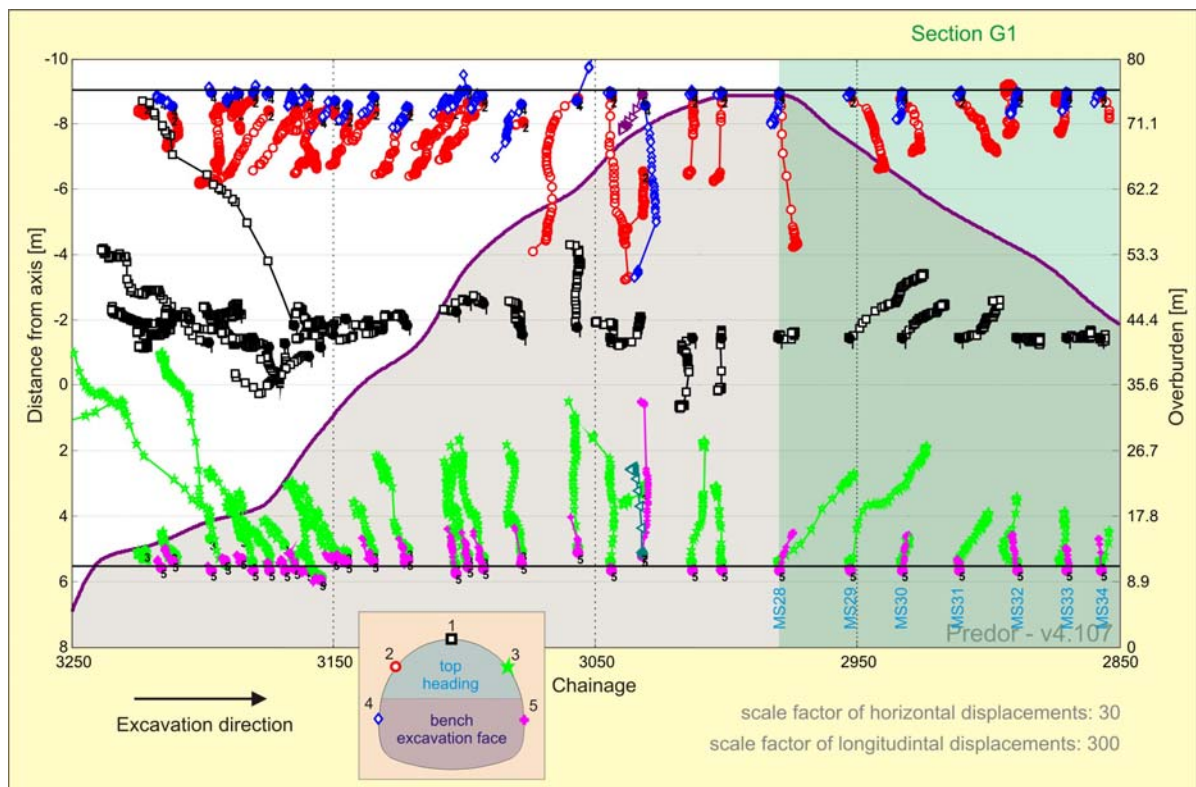 Section G1
-10 80
-8 71.1
-6 62.2
-4 53.3
-2 44.4
0 35.6
2 26.7
4 17.8
6 8.9
8 0
Distance from axis [m]
Overburden [m]
MS28 MS29 MS30 MS31 MS32 MS33 MS34
Predor - v4.107
3250 3150 3050 2950 2850
Chainage
Excavation direction
1
2 3
top
heading
4 5
bench
excavation face
scale factor of horizontal displacements: 30
scale factor of longitudintal displacements: 300